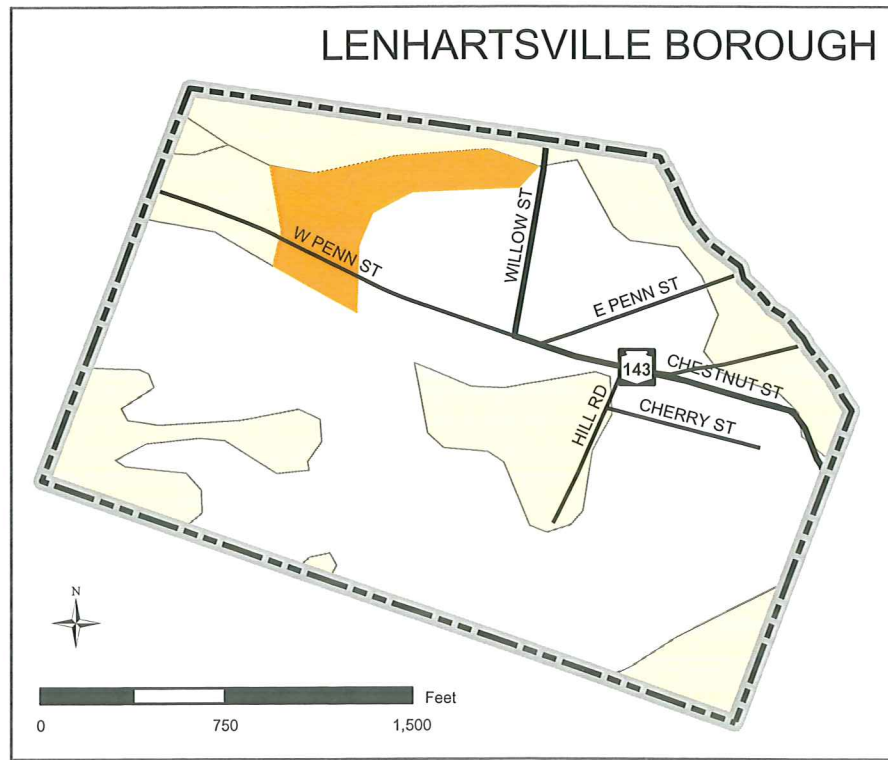 LENHARTSVILLE BOROUGH
W PENN ST
WILLOW ST
E PENN ST
143
CHESTNUT ST
HILL RD
CHERRY ST
N
Feet
0 750 1,500